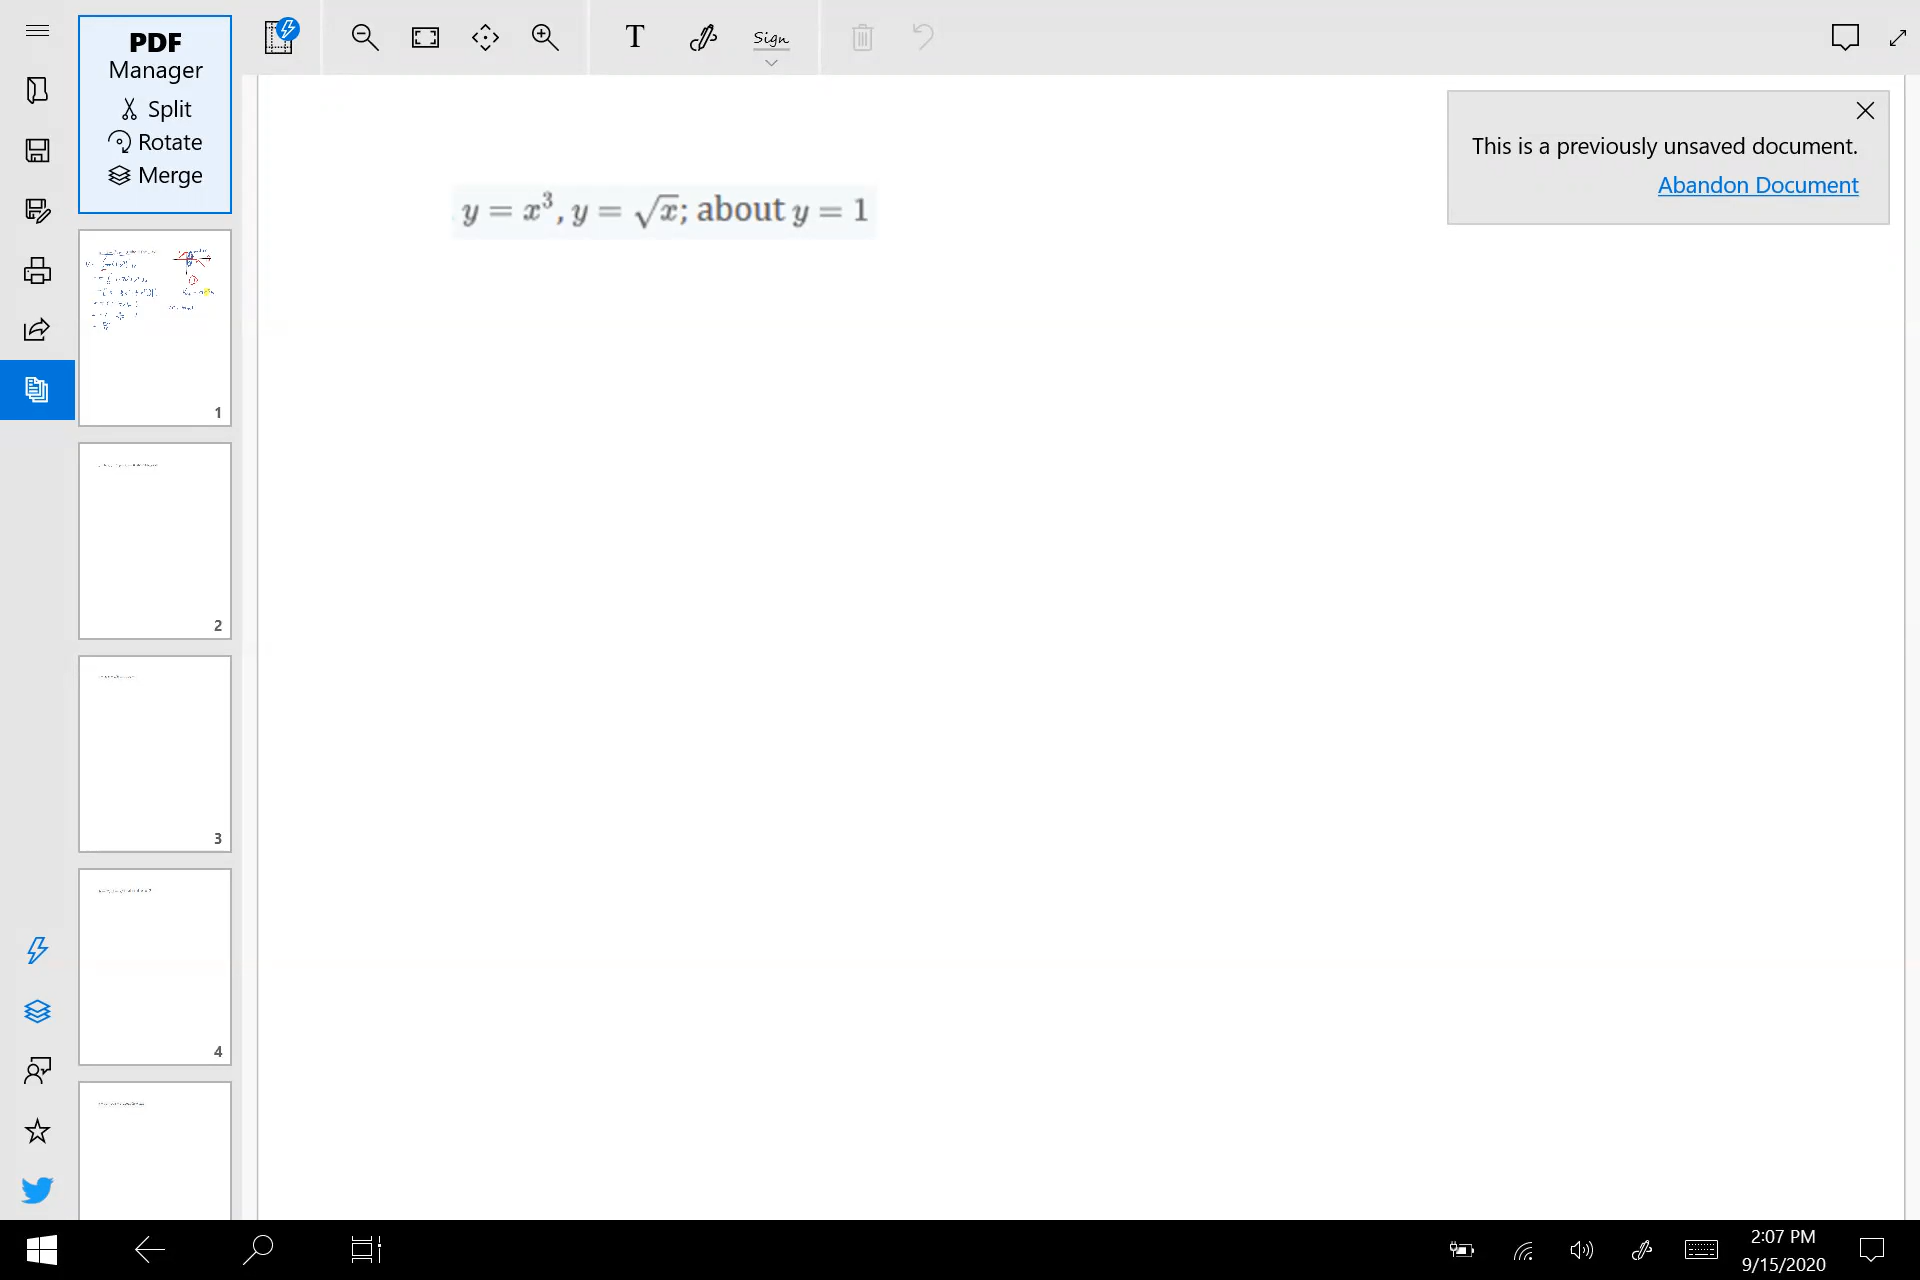 PDF
Manager
Split
Rotate
Merge
T
Sign
This is a previously unsaved document.
Abandon Document
y = x³, y = √x; about y = 1
1
2
3
4
2:07 PM
9/15/2020